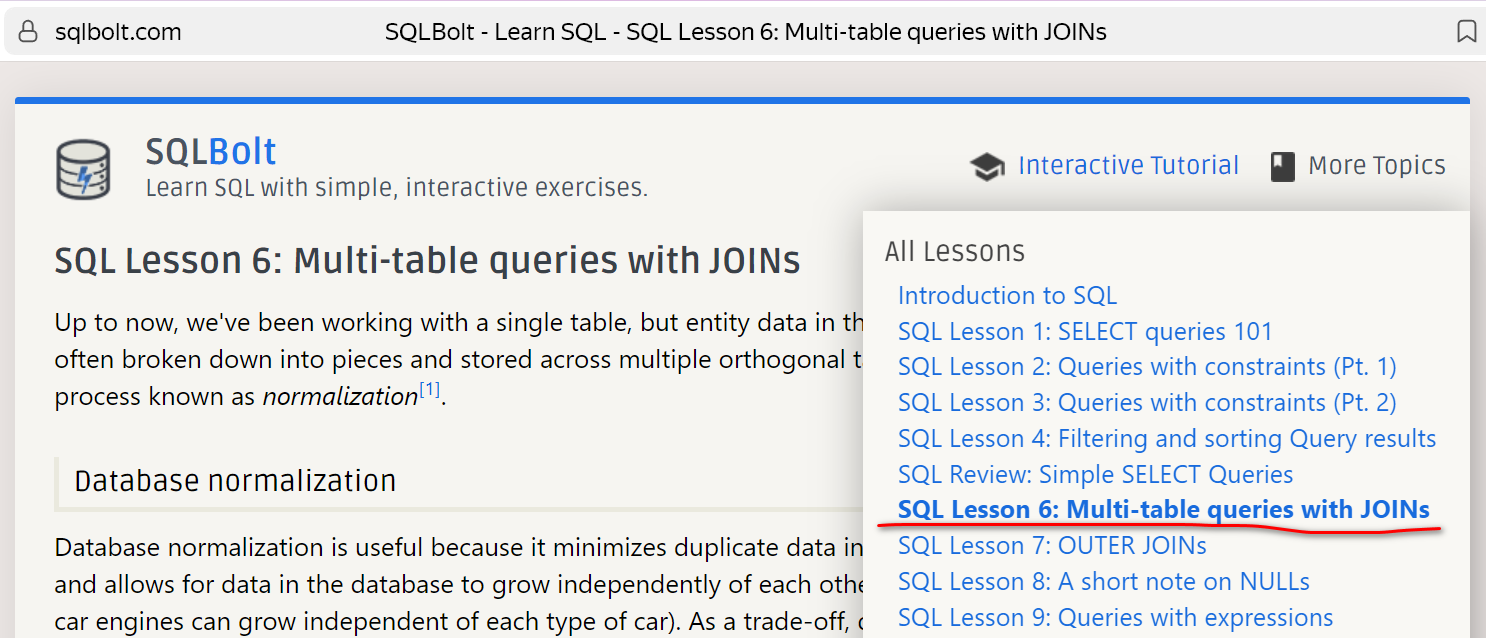 sqlbolt.com
SQLBolt - Learn SQL - SQL Lesson 6: Multi-table queries with JOINs
SQLBolt
Learn SQL with simple, interactive exercises.
Interactive Tutorial
More Topics
SQL Lesson 6: Multi-table queries with JOINs
Up to now, we've been working with a single table, but entity data in
often broken down into pieces and stored across multiple orthogonal
process known as normalization[1].
Database normalization
Database normalization is useful because it minimizes duplicate data in
and allows for data in the database to grow independently of each
car engines can grow independent of each type of car). As a trade-off,
All Lessons
Introduction to SQL
SQL Lesson 1: SELECT queries 101
SQL Lesson 2: Queries with constraints (Pt. 1)
SQL Lesson 3: Queries with constraints (Pt. 2)
SQL Lesson 4: Filtering and sorting Query results
SQL Review: Simple SELECT Queries
SQL Lesson 6: Multi-table queries with JOINs
SQL Lesson 7: OUTER JOINs
SQL Lesson 8: A short note on NULLs
SQL Lesson 9: Queries with expressions